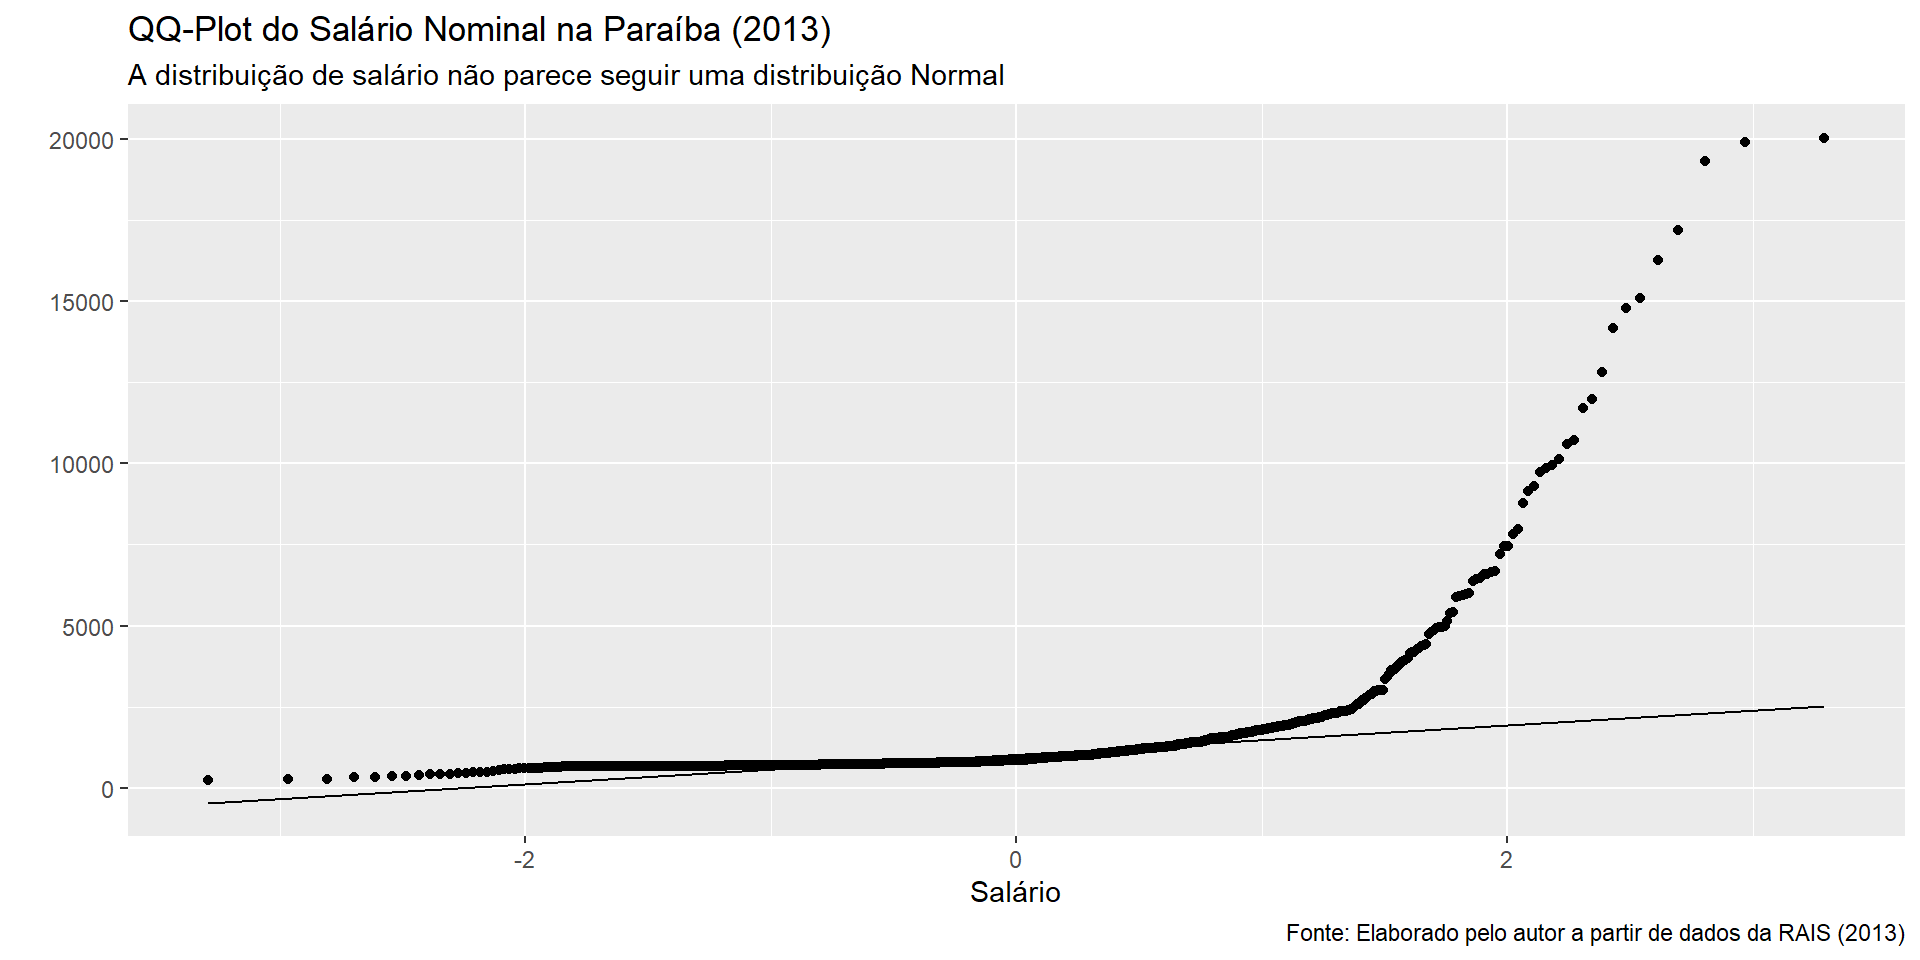 QQ-Plot do Salário Nominal na Paraíba (2013)
A distribuição de salário não parece seguir uma distribuição Normal
20000
15000
10000
5000
0
-2
0
2
Salário
Fonte: Elaborado pelo autor a partir de dados da RAIS (2013)